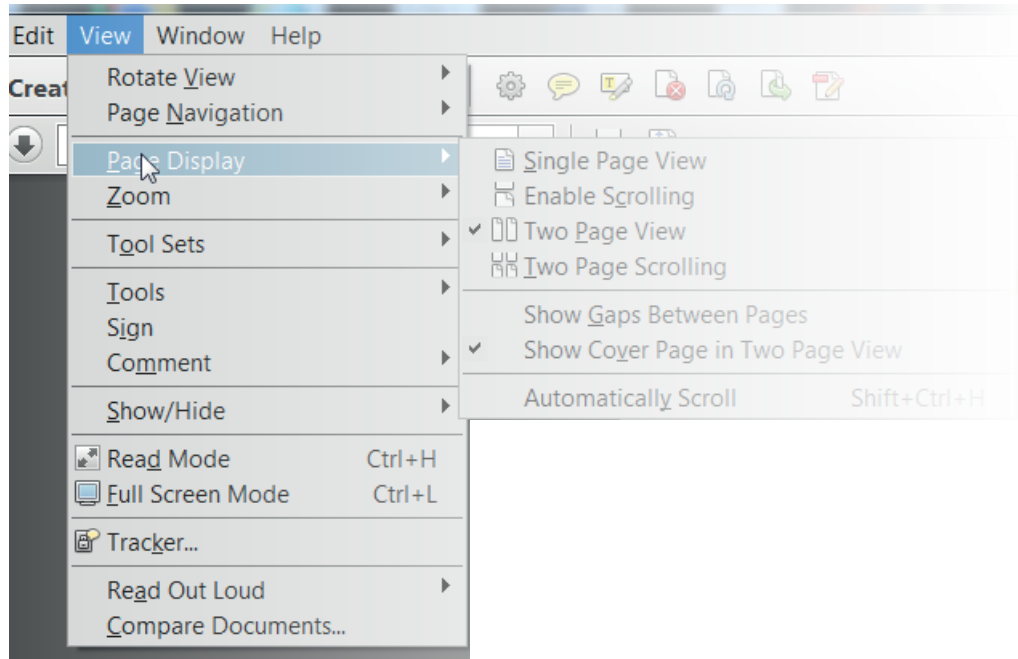 Edit View Window Help
Creat
Rotate View
Page Navigation
Page Display
Zoom
Tool Sets
Tools
Sign
Comment
Show/Hide
Read Mode Ctrl+H
Full Screen Mode Ctrl+L
Tracker...
Read Out Loud
Compare Documents...
Single Page View
Enable Scrolling
Two Page View
Two Page Scrolling
Show Gaps Between Pages
Show Cover Page in Two Page View
Automatically Scroll Shift+Ctrl+H